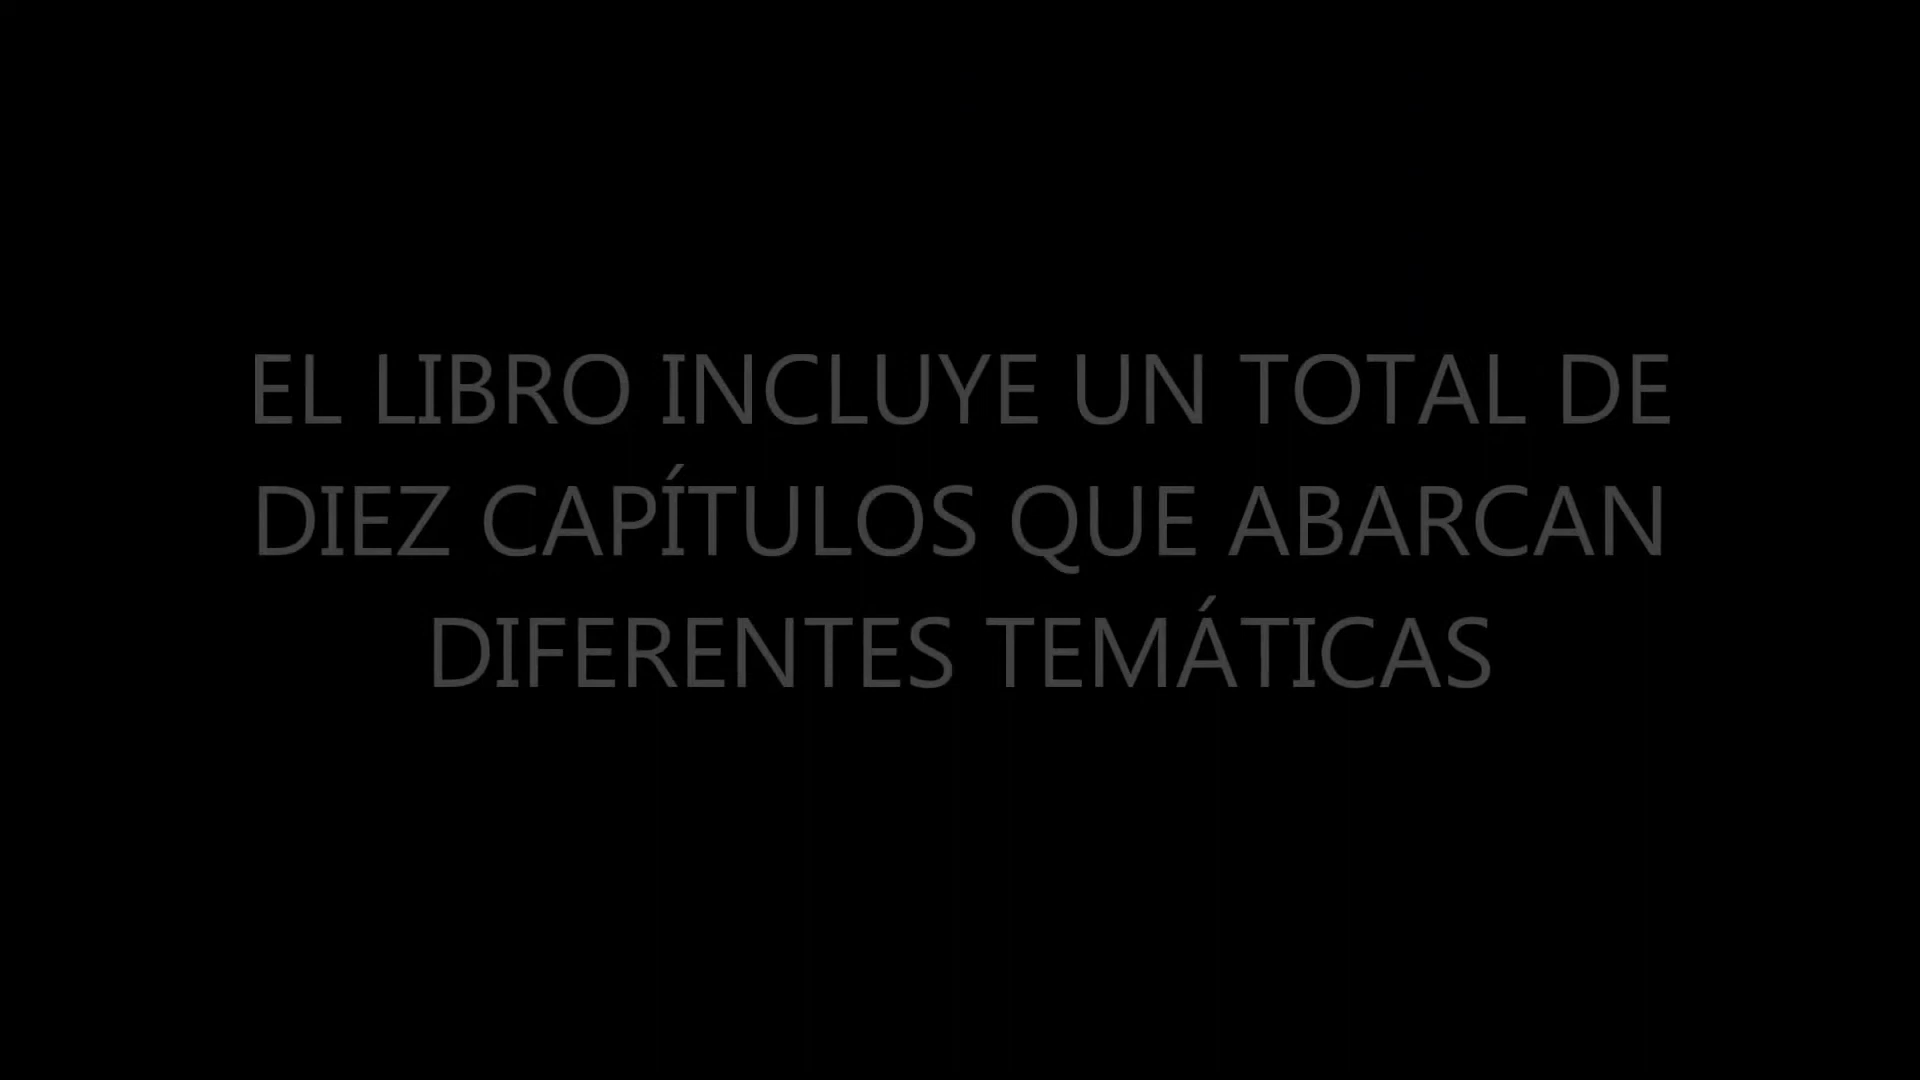 EL LIBRO INCLUYE UN TOTAL DE
DIEZ CAPÍTULOS QUE ABARCAN
DIFERENTES TEMÁTICAS